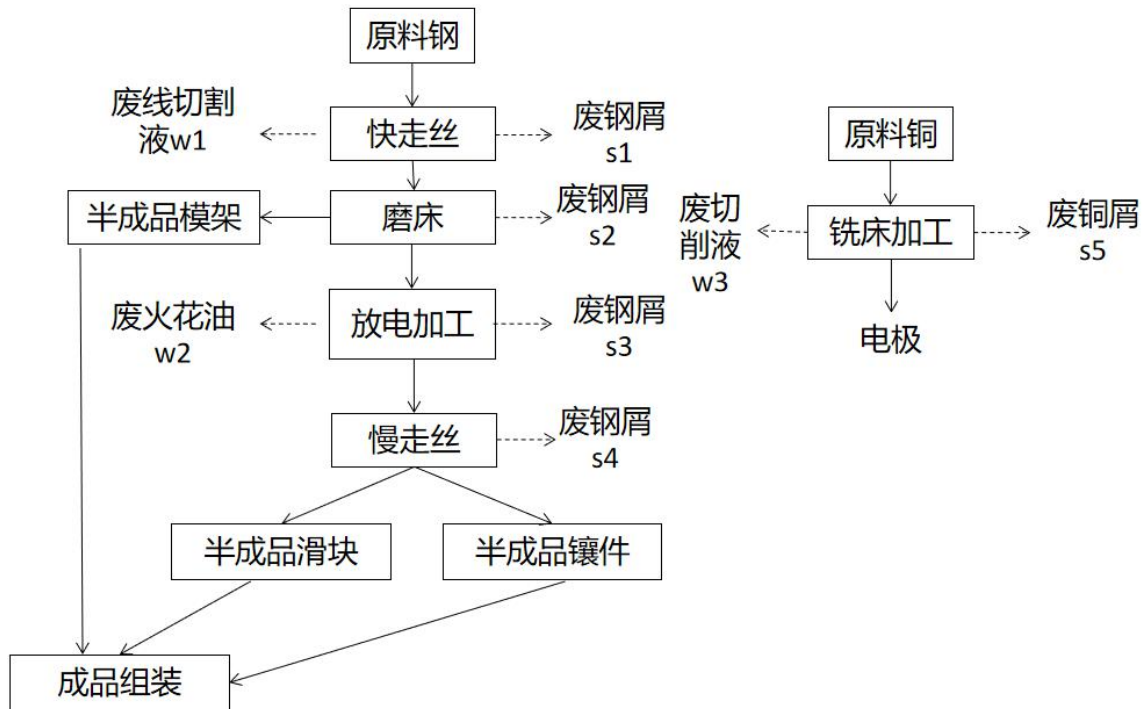 原料钢
废线切割
液w1
快走丝
废钢屑
s1
原料铜
半成品模架
磨床
废钢屑
s2
废切
削液
w3
铣床加工
废铜屑
s5
废火花油
w2
放电加工
废钢屑
s3
电极
慢走丝
废钢屑
s4
半成品滑块
半成品镶件
成品组装